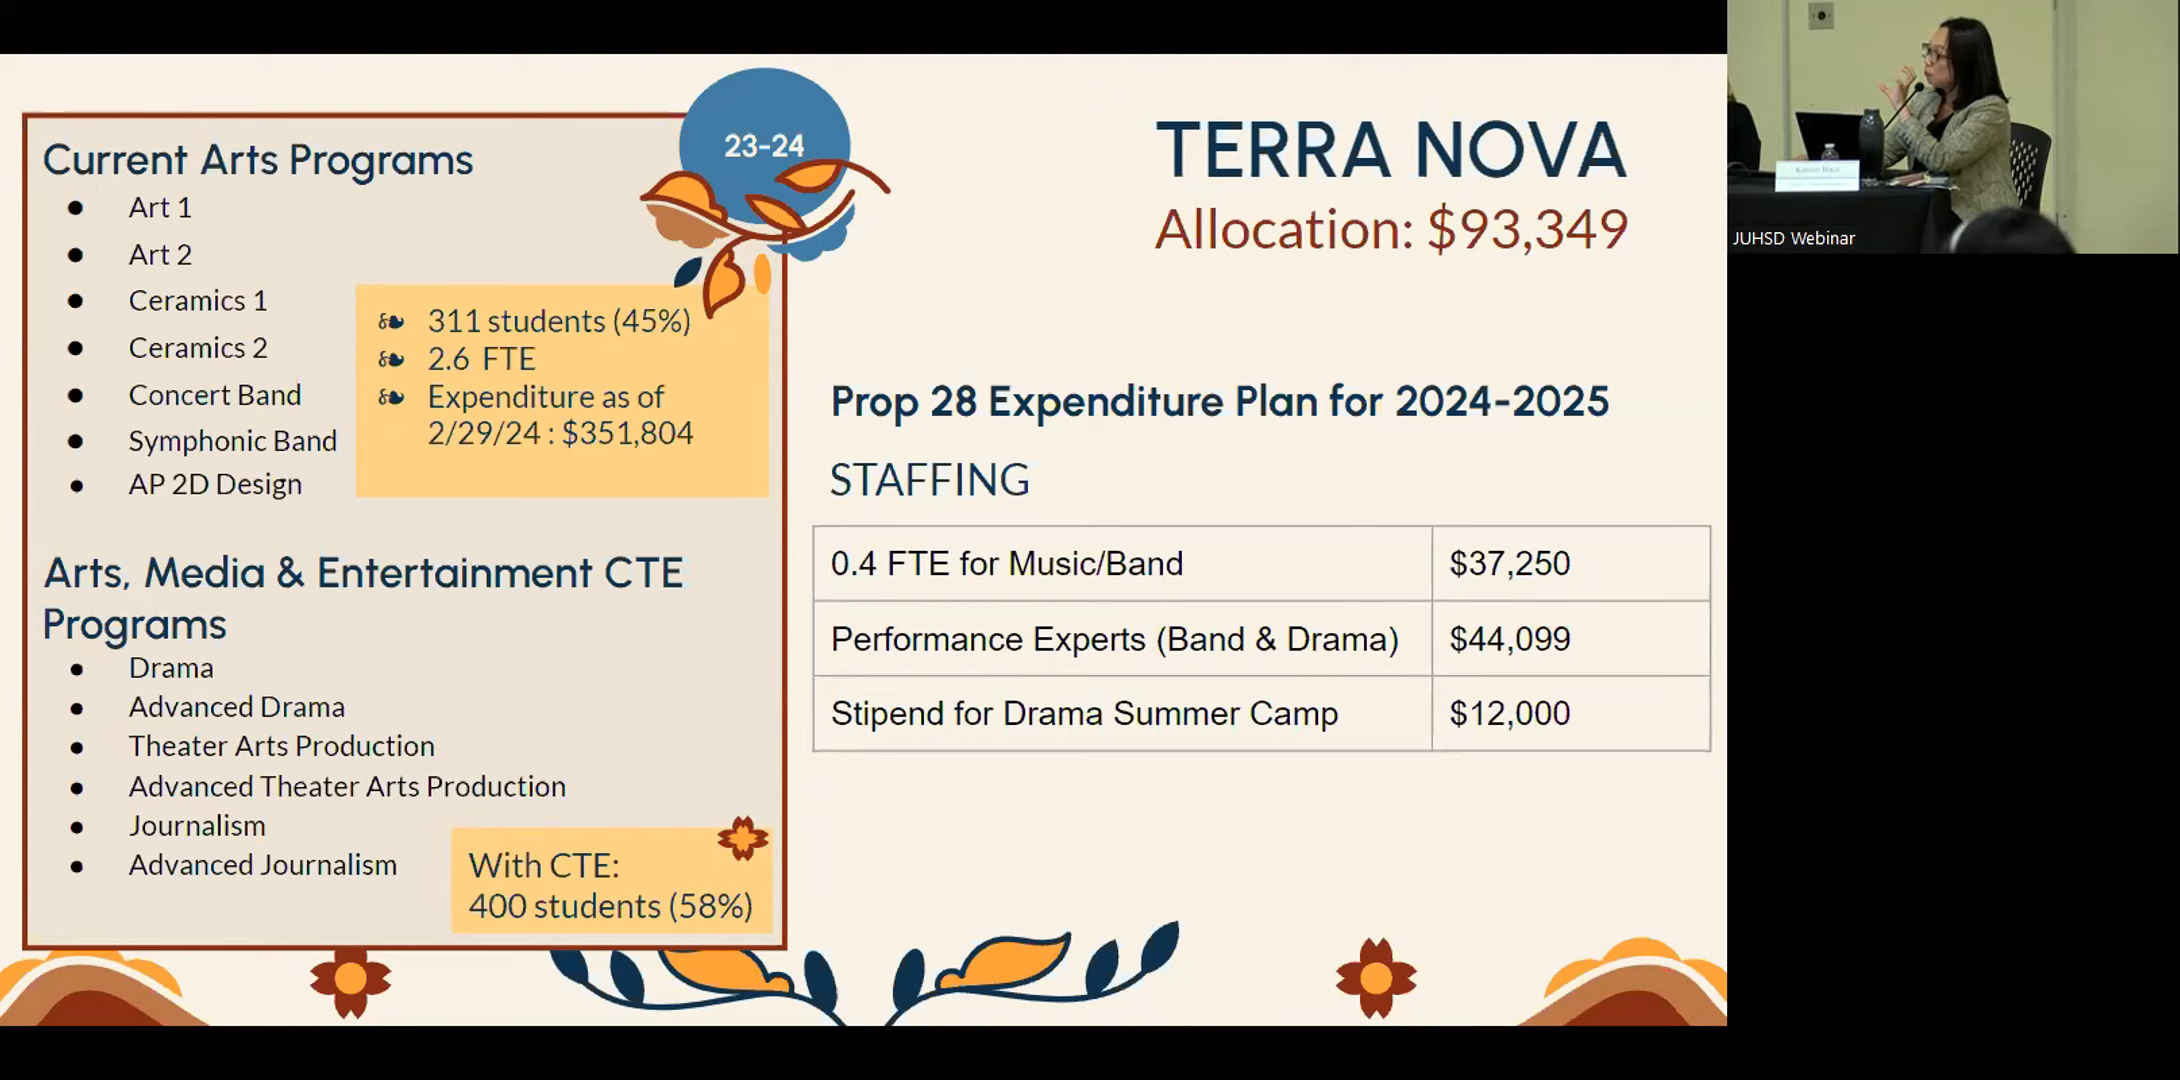 23-24
Current Arts Programs
● Art 1
● Art 2
● Ceramics 1
● Ceramics 2
● Concert Band
● Symphonic Band
● AP 2D Design
311 students (45%)
2.6 FTE
Expenditure as of
2/29/24 : $351,804
Arts, Media & Entertainment CTE
Programs
● Drama
● Advanced Drama
● Theater Arts Production
● Advanced Theater Arts Production
● Journalism
● Advanced Journalism
With CTE:
400 students (58%)
TERRA NOVA
Allocation: $93,349
Prop 28 Expenditure Plan for 2024-2025
STAFFING
0.4 FTE for Music/Band $37,250
Performance Experts (Band & Drama) $44,099
Stipend for Drama Summer Camp $12,000
JUHSD Webinar